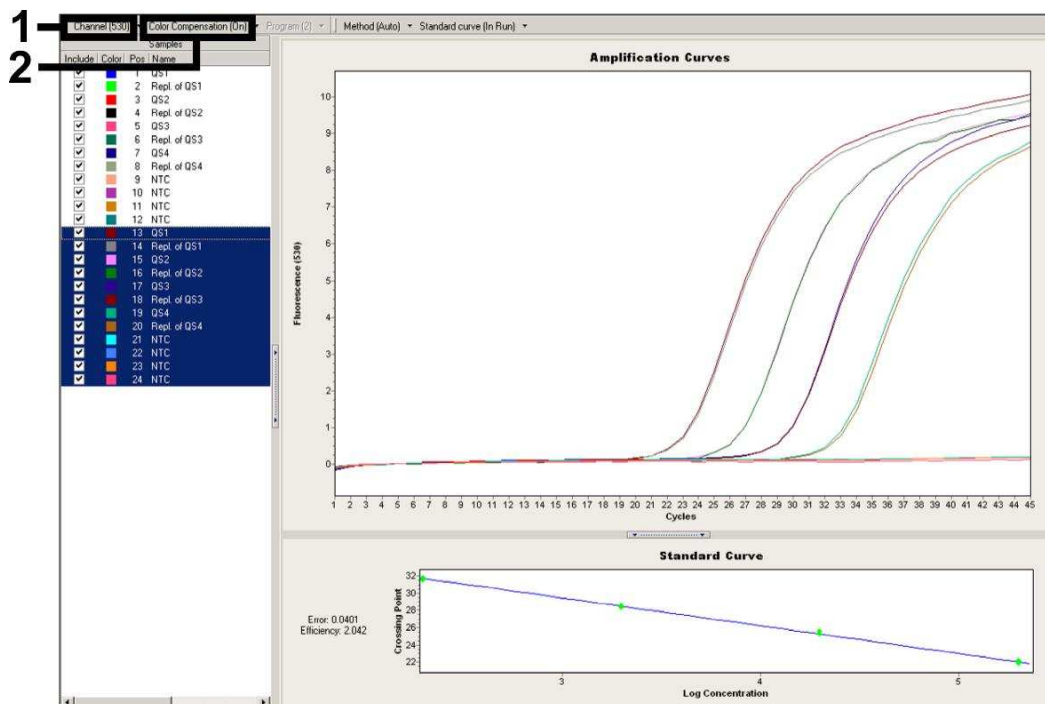 1
Channel (530)
Color Compensation (On)
Program (2)
Method (Auto)
Standard curve (In Run)
2
Samples
Include Color Pos Name
1 QS1
2 Repl. of QS1
3 QS2
4 Repl. of QS2
5 QS3
6 Repl. of QS3
7 QS4
8 Repl. of QS4
9 NTC
10 NTC
11 NTC
12 NTC
13 QS1
14 Repl. of QS1
15 QS2
16 Repl. of QS2
17 QS3
18 Repl. of QS3
19 QS4
20 Repl. of QS4
21 NTC
22 NTC
23 NTC
24 NTC
Amplification Curves
Fluorescence (530)
10
9
8
7
6
5
4
3
2
1
0
1 2 3 4 5 6 7 8 9 10 11 12 13 14 15 16 17 18 19 20 21 22 23 24 25 26 27 28 29 30 31 32 33 34 35 36 37 38 39 40 41 42 43 44 45
Cycles
Standard Curve
Error: 0.0401
Efficiency: 2.042
Crossing Point
32
30
28
26
24
22
3 4 5
Log Concentration